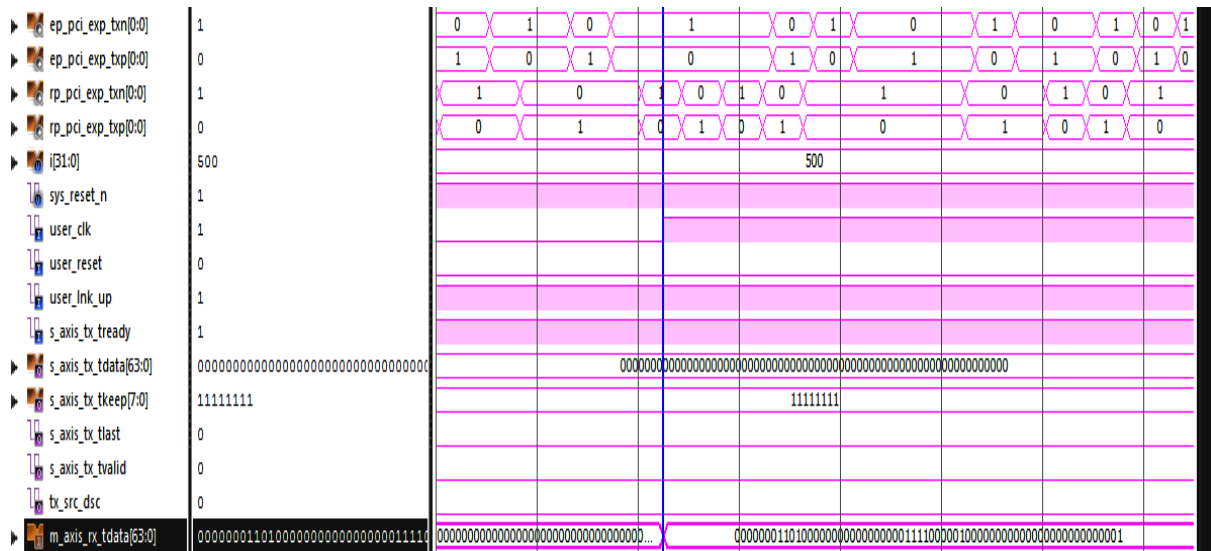 ep_pci_exp_txn[0:0] 1 0 1 0 1 0 1 0 1 0 1 0 1
ep_pci_exp_txp[0:0] 0 1 0 1 0 1 0 1 0 1 0 1 0
rp_pci_exp_txn[0:0] 1 1 0 1 0 1 0 1 0 1 0 1
rp_pci_exp_txp[0:0] 0 0 1 0 1 0 1 0 1 0 1 0
i[31:0] 500 500
sys_reset_n 1
user_clk 1
user_reset 0
user_lnk_up 1
s_axis_tx_tready 1
s_axis_tx_tdata[63:0] 0000000000000000000000000000000000000000000000000000000000000000
s_axis_tx_tkeep[7:0] 11111111 11111111
s_axis_tx_tlast 0
s_axis_tx_tvalid 0
tx_src_dsc 0
m_axis_rx_tdata[63:0]